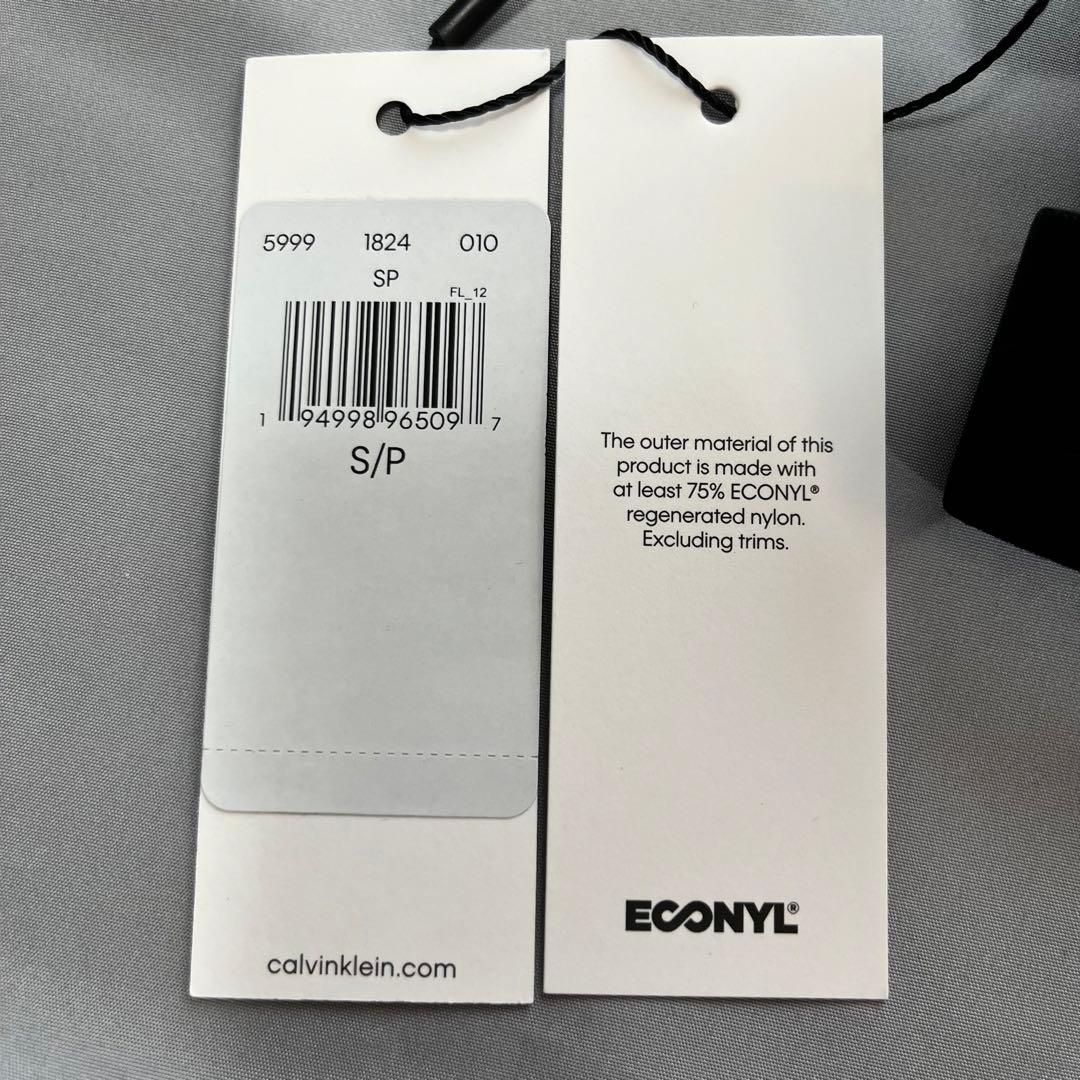 5999 1824 010
SP
FL_12
1 94998 96509 7
S/P
calvinklein.com
The outer material of this
product is made with
at least 75% ECONYL®
regenerated nylon.
Excluding trims.
ECONYL®